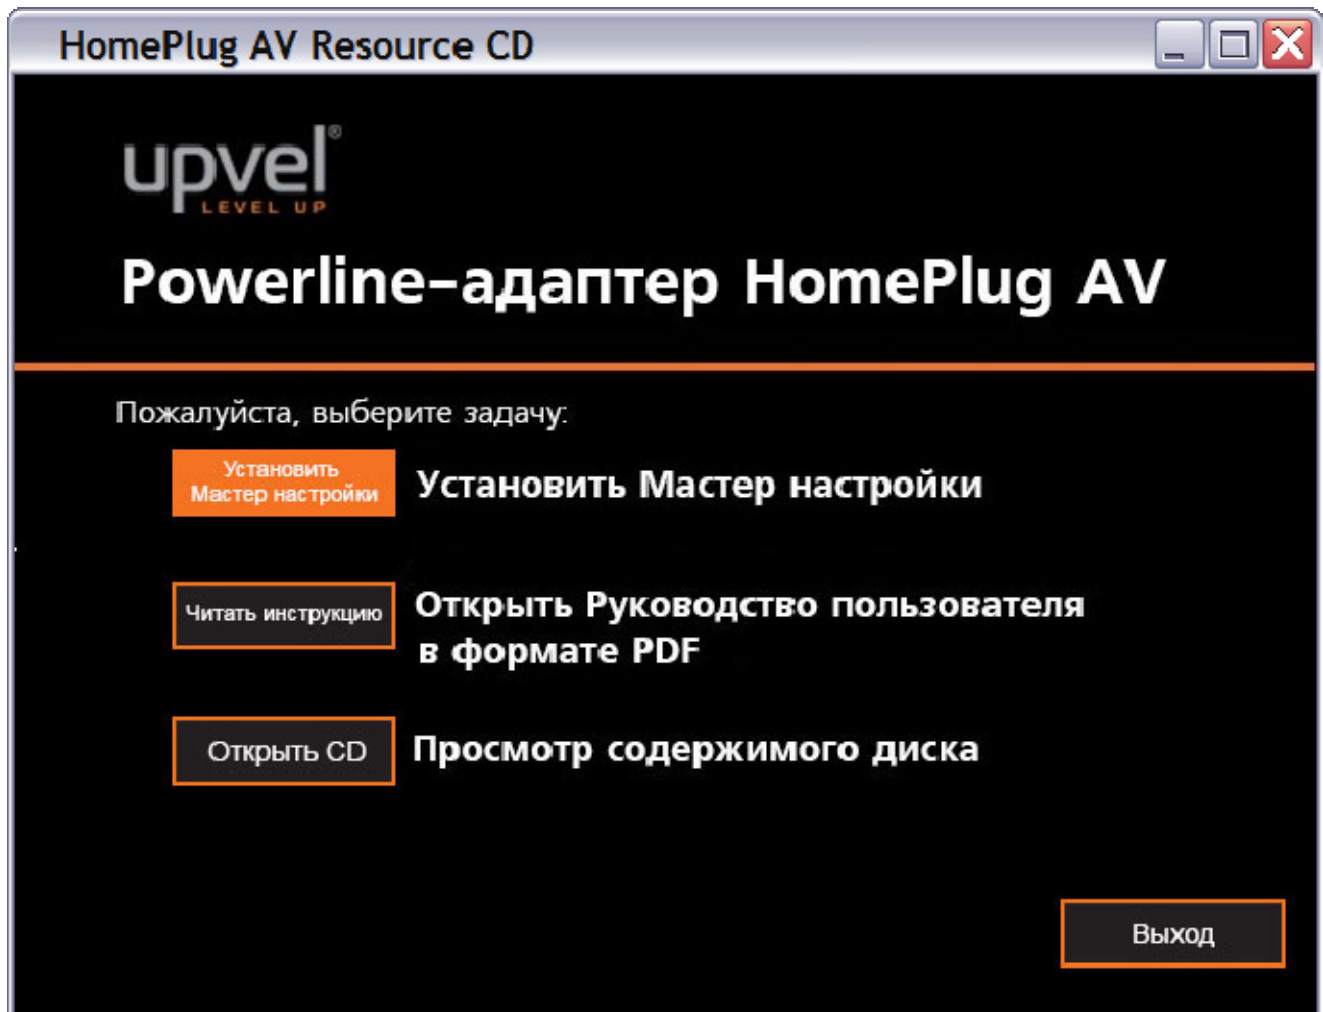 HomePlug AV Resource CD
upvel®
LEVEL UP
Powerline-адаптер HomePlug AV
Пожалуйста, выберите задачу:
Установить
Мастер настройки
Установить Мастер настройки
Читать инструкцию
Открыть Руководство пользователя
в формате PDF
Открыть CD
Просмотр содержимого диска
Выход